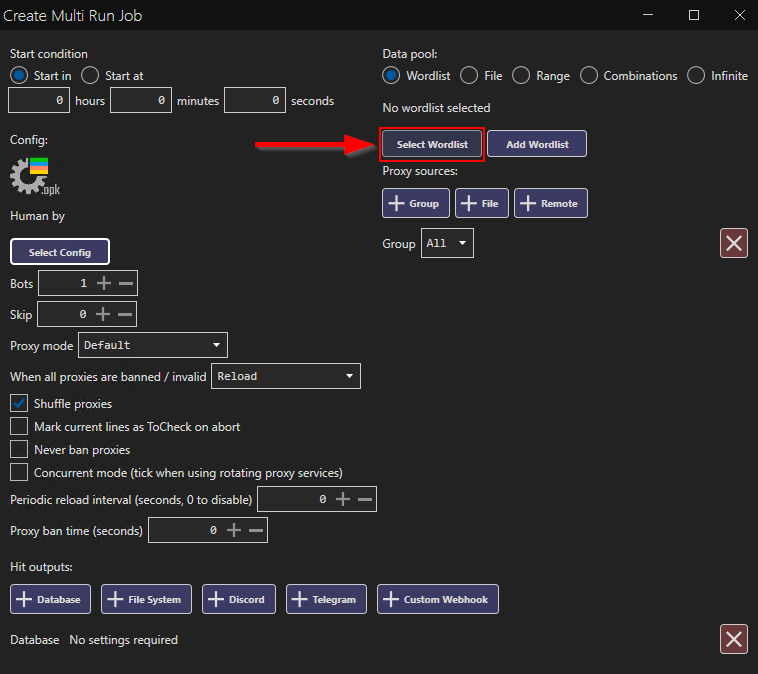 Create Multi Run Job
Start condition
Start in Start at
0 hours 0 minutes 0 seconds
Config:
.opk
Human by
Select Config
Bots 1
Skip 0
Proxy mode Default
When all proxies are banned / invalid Reload
Shuffle proxies
Mark current lines as ToCheck on abort
Never ban proxies
Concurrent mode (tick when using rotating proxy services)
Periodic reload interval (seconds, 0 to disable) 0
Proxy ban time (seconds) 0
Data pool:
Wordlist File Range Combinations Infinite
No wordlist selected
Select Wordlist Add Wordlist
Proxy sources:
Group File Remote
Group All
Hit outputs:
Database File System Discord Telegram Custom Webhook
Database No settings required